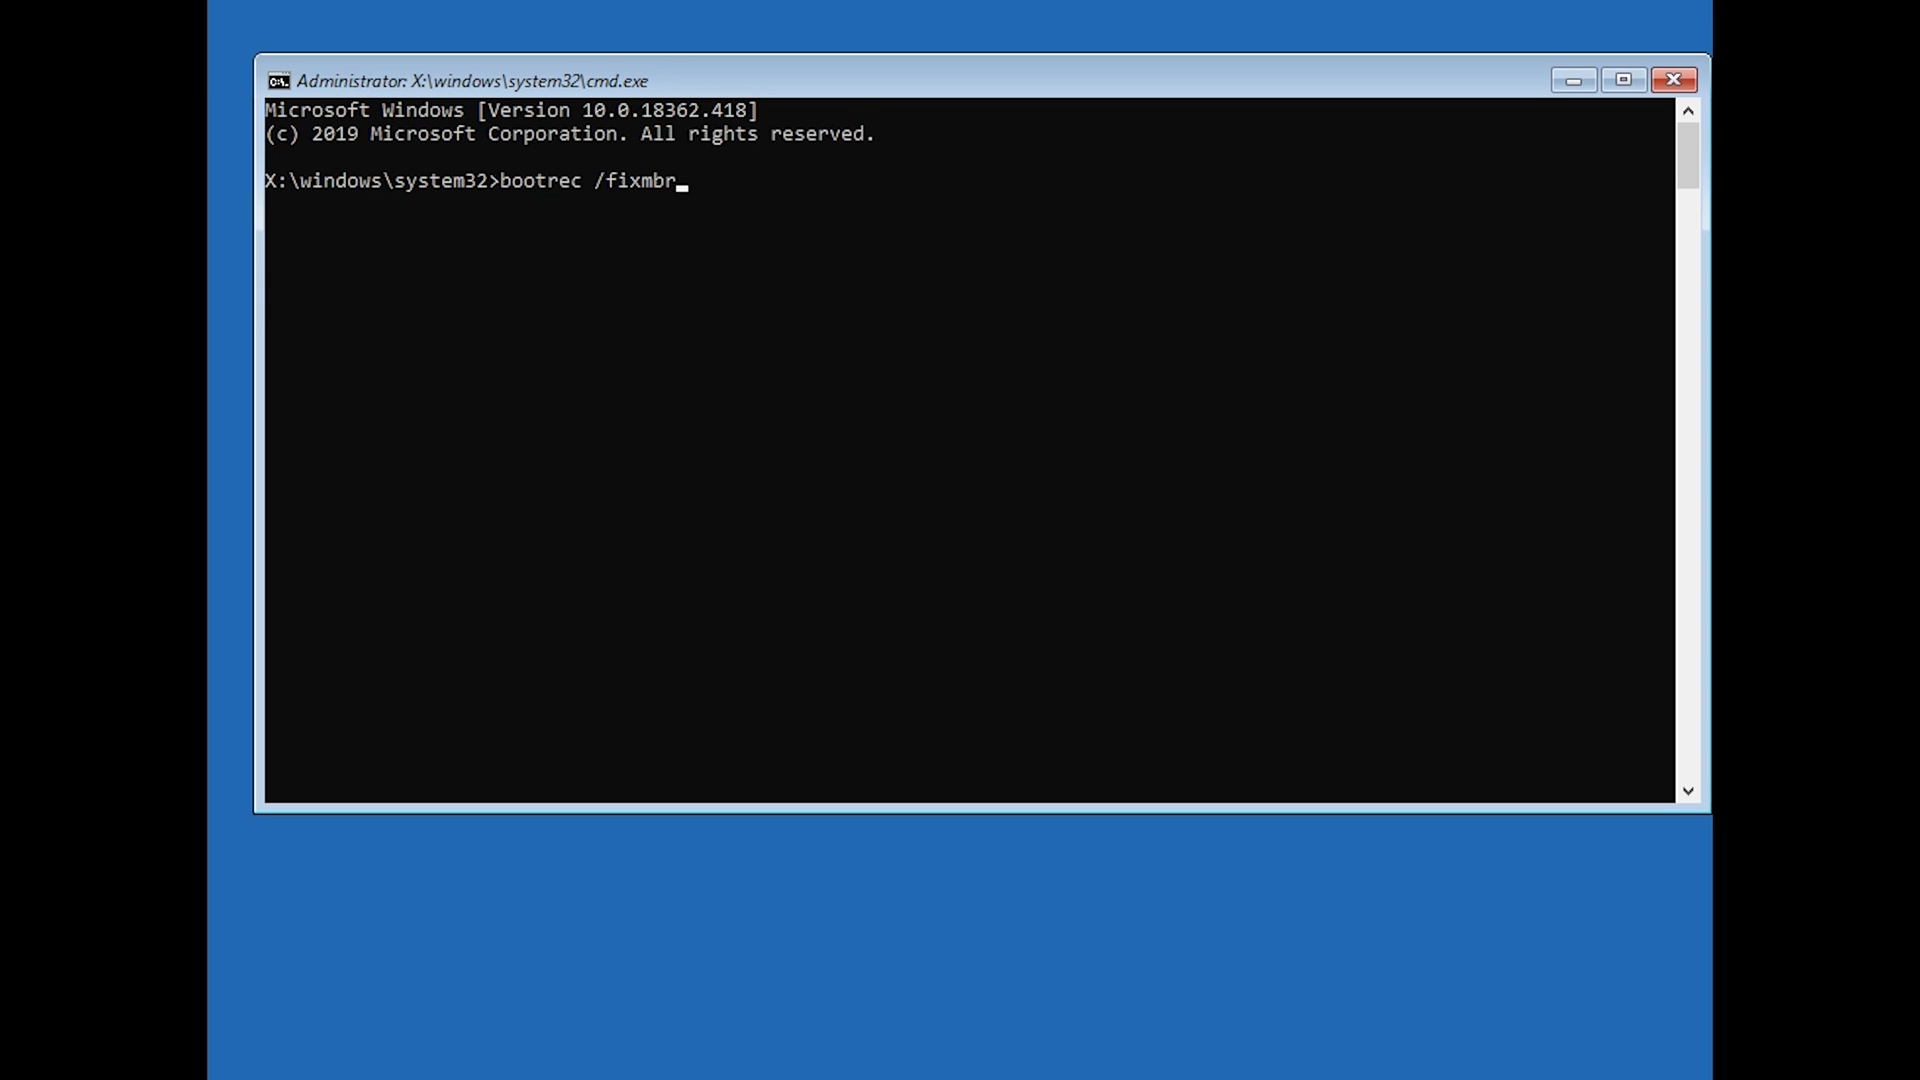 Administrator: X:\windows\system32\cmd.exe
Microsoft Windows [Version 10.0.18362.418]
(c) 2019 Microsoft Corporation. All rights reserved.
X:\windows\system32>bootrec /fixmbr